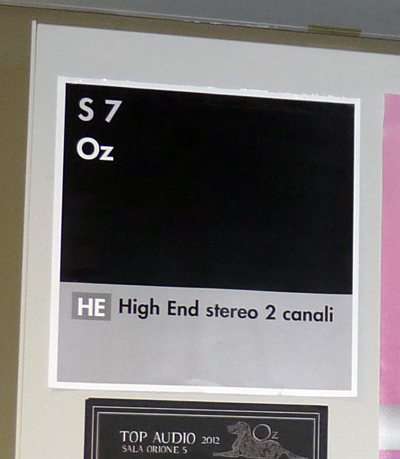 S 7
Oz
HE High End stereo 2 canali
TOP AUDIO 2012
SALA ORIONE 5
Oz